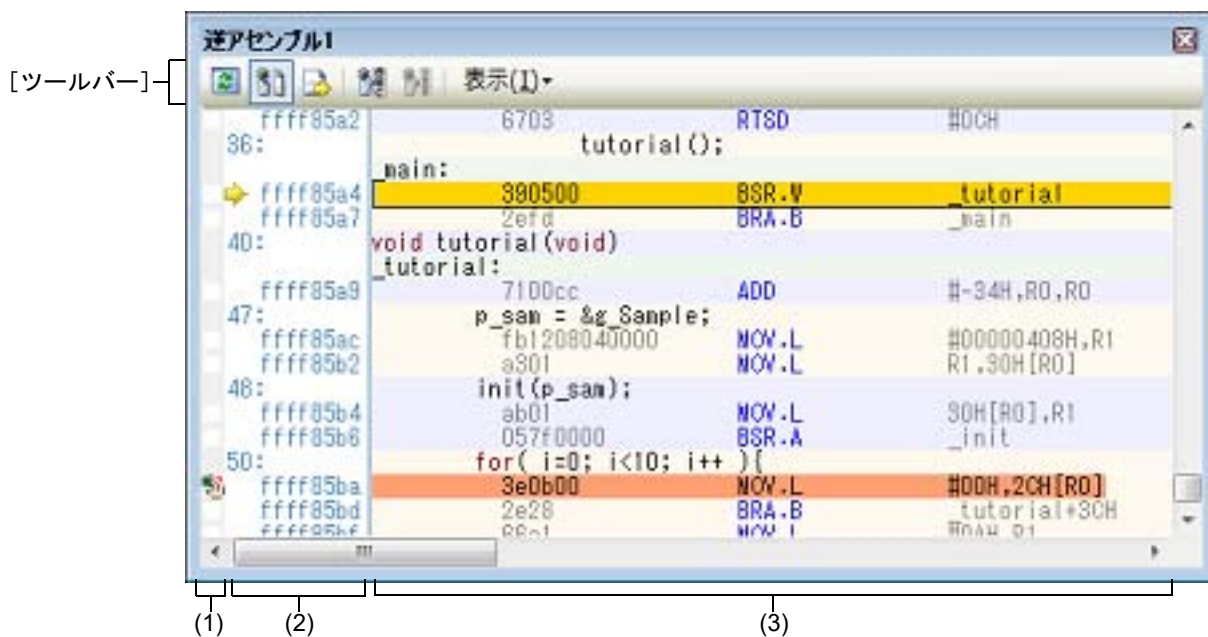 逆アセンブル1
[ツールバー]
表示(I)
ffff85a2 6703 RTSD #0CH
36: tutorial();
_main:
ffff85a4 390500 BSR.W _tutorial
ffff85a7 2efd BRA.B _main
40: void tutorial(void)
_tutorial:
ffff85a9 7100cc ADD #-34H,R0,R0
47: p_sam = &g_Sample;
ffff85ac fb1208040000 MOV.L #00000408H,R1
ffff85b2 a301 MOV.L R1,30H[R0]
48: init(p_sam);
ffff85b4 ab01 MOV.L 30H[R0],R1
ffff85b6 057f0000 BSR.A _init
50: for( i=0; i<10; i++ ){
ffff85ba 3e0b00 MOV.L #00H,2CH[R0]
ffff85bd 2e28 BRA.B _tutorial+3CH
(1) (2) (3)